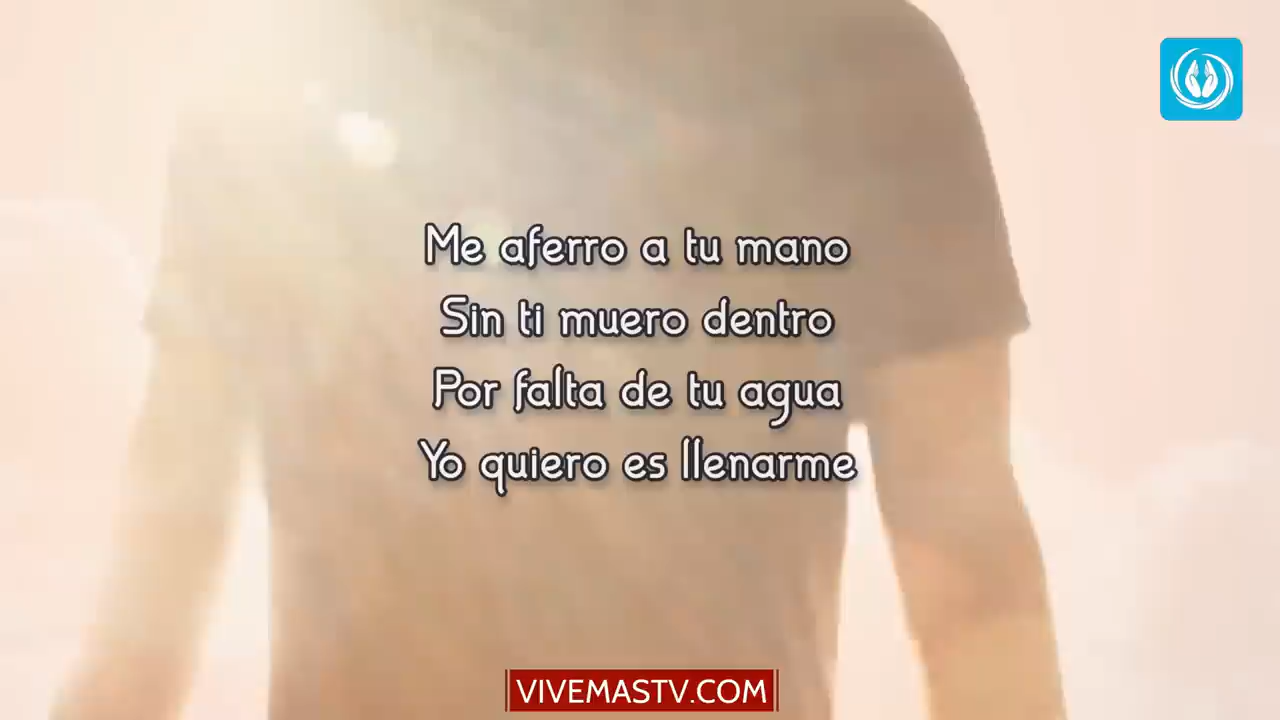 Me aferro a tu mano
Sin ti muero dentro
Por falta de tu agua
Yo quiero es llenarme
VIVEMASTV.COM